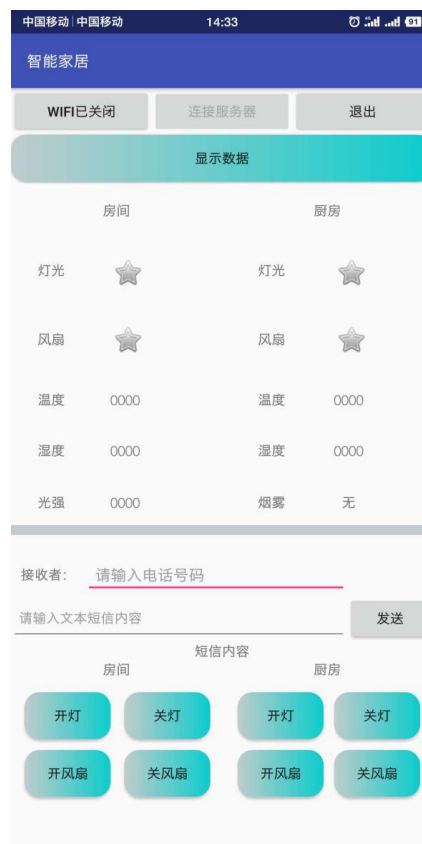 中国移动 | 中国移动 14:33 91
智能家居
WIFI已关闭 连接服务器 退出
显示数据
房间 厨房
灯光 灯光
风扇 风扇
温度 0000 温度 0000
湿度 0000 湿度 0000
光强 0000 烟雾 无
接收者: 请输入电话号码
请输入文本短信内容 发送
短信内容
房间 厨房
开灯 关灯 开灯 关灯
开风扇 关风扇 开风扇 关风扇